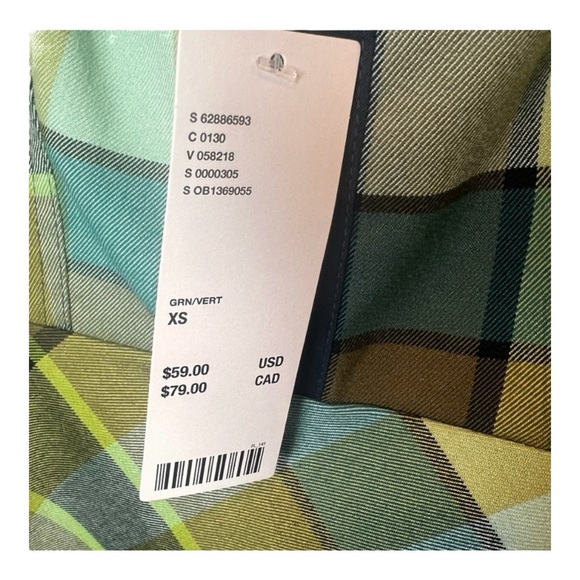 S 62886593
C 0130
V 058218
S 0000305
S OB1369055
GRN/VERT
XS
$59.00 USD
$79.00 CAD